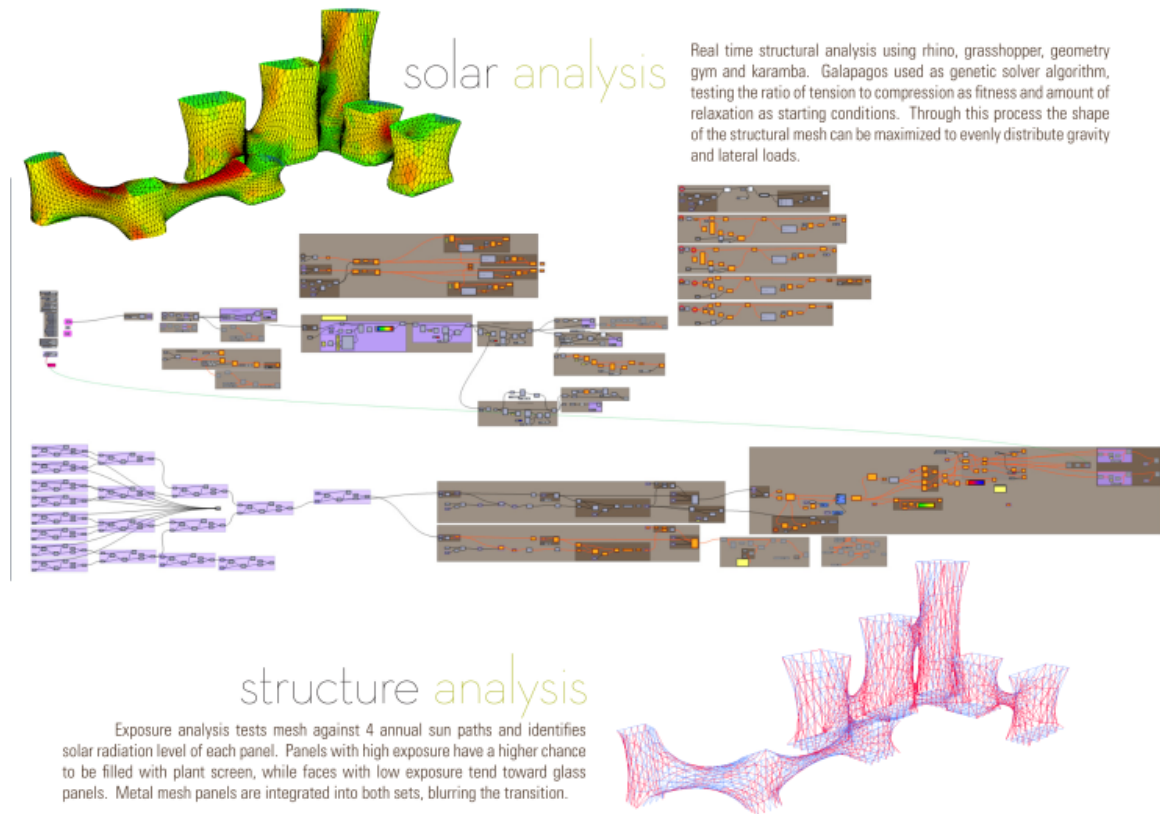 solar analysis
Real time structural analysis using rhino, grasshopper, geometry
gym and karamba. Galapagos used as genetic solver algorithm,
testing the ratio of tension to compression as fitness and amount of
relaxation as starting conditions. Through this process the shape
of the structural mesh can be maximized to evenly distribute gravity
and lateral loads.
structure analysis
Exposure analysis tests mesh against 4 annual sun paths and identifies
solar radiation level of each panel. Panels with high exposure have a higher chance
to be filled with plant screen, while faces with low exposure tend toward glass
panels. Metal mesh panels are integrated into both sets, blurring the transition.